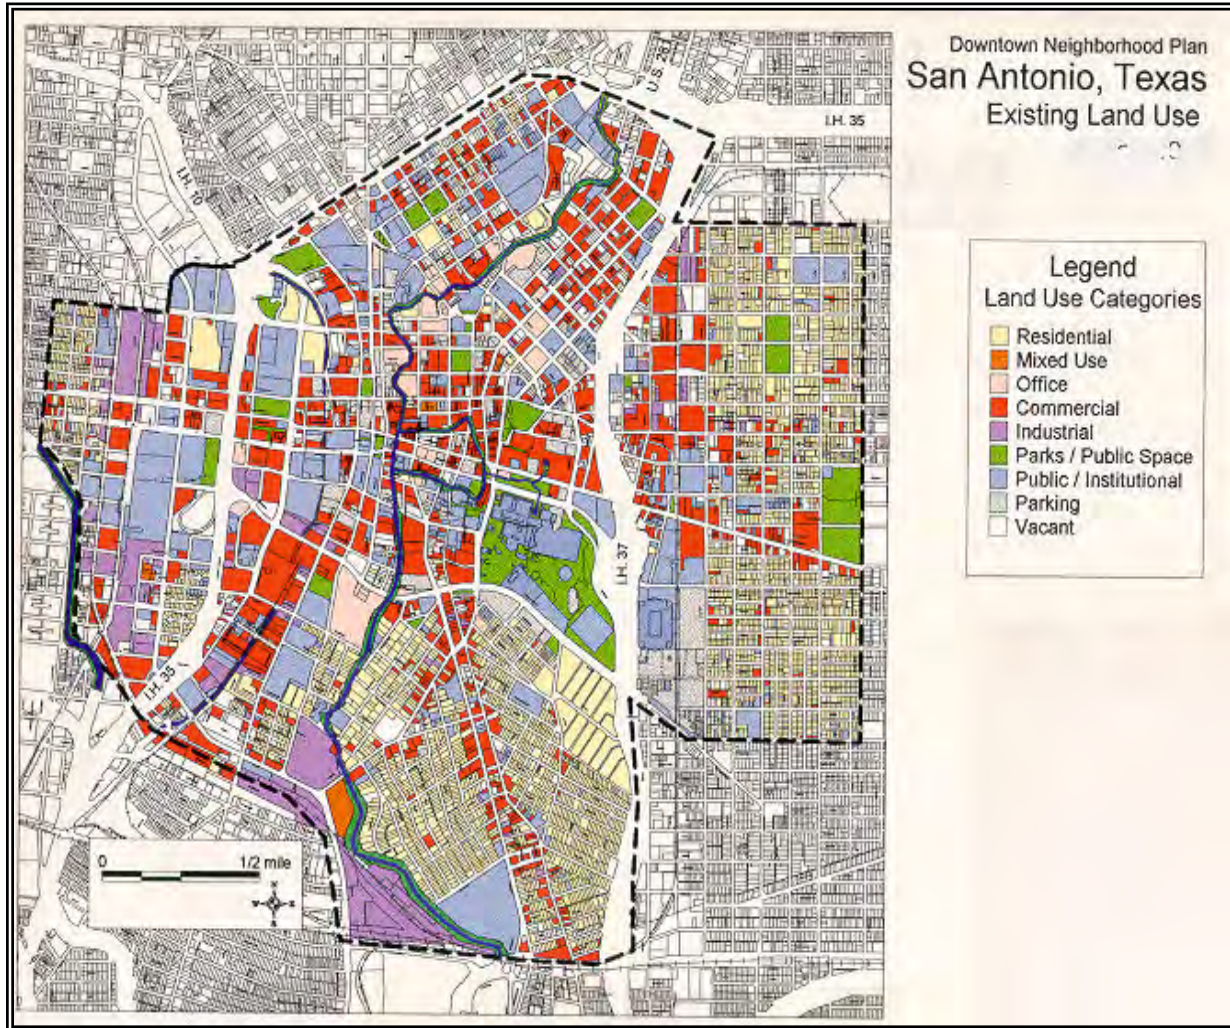 Downtown Neighborhood Plan
San Antonio, Texas
Existing Land Use
U.S. 281
I.H. 35
I.H. 10
Legend
Land Use Categories
Residential
Mixed Use
Office
Commercial
Industrial
Parks / Public Space
Public / Institutional
Parking
Vacant
I.H. 37
I.H. 35
0 1/2 mile